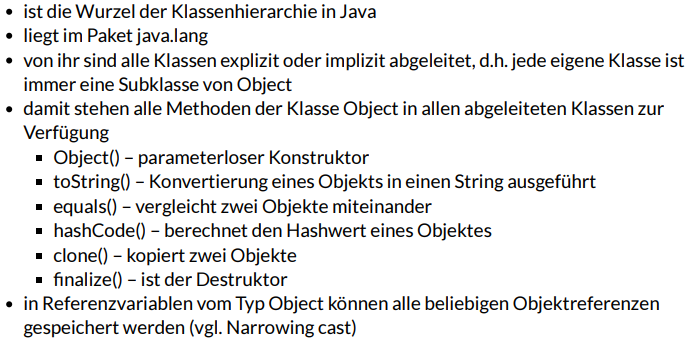 • ist die Wurzel der Klassenhierarchie in Java
• liegt im Paket java.lang
• von ihr sind alle Klassen explizit oder implizit abgeleitet, d.h. jede eigene Klasse ist
immer eine Subklasse von Object
• damit stehen alle Methoden der Klasse Object in allen abgeleiteten Klassen zur
Verfügung
▪ Object() – parameterloser Konstruktor
▪ toString() – Konvertierung eines Objekts in einen String ausgeführt
▪ equals() – vergleicht zwei Objekte miteinander
▪ hashCode() – berechnet den Hashwert eines Objektes
▪ clone() – kopiert zwei Objekte
▪ finalize() – ist der Destruktor
• in Referenzvariablen vom Typ Object können alle beliebigen Objektreferenzen
gespeichert werden (vgl. Narrowing cast)